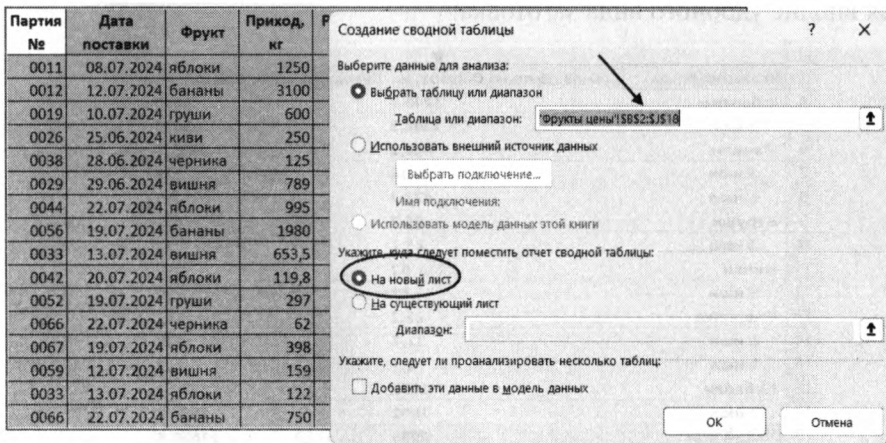 Партия № Дата поставки Фрукт Приход, кг Р
0011 08.07.2024 яблоки 1250
0012 12.07.2024 бананы 3100
0019 10.07.2024 груши 600
0026 25.06.2024 киви 250
0038 28.06.2024 черника 125
0029 29.06.2024 вишня 789
0044 22.07.2024 яблоки 995
0056 19.07.2024 бананы 1980
0033 13.07.2024 вишня 653,5
0042 20.07.2024 яблоки 119,8
0052 19.07.2024 груши 297
0066 22.07.2024 черника 62
0067 19.07.2024 яблоки 398
0059 12.07.2024 вишня 159
0033 13.07.2024 яблоки 122
0066 22.07.2024 бананы 750
Создание сводной таблицы ? ×
Выберите данные для анализа:
Выбрать таблицу или диапазон
Таблица или диапазон: 'Фрукты цены'!$B$2:$J$18
Использовать внешний источник данных
Выбрать подключение...
Имя подключения:
Использовать модель данных этой книги
Укажите, куда следует поместить отчет сводной таблицы:
На новый лист
На существующий лист
Диапазон:
Укажите, следует ли проанализировать несколько таблиц:
Добавить эти данные в модель данных
ОК Отмена